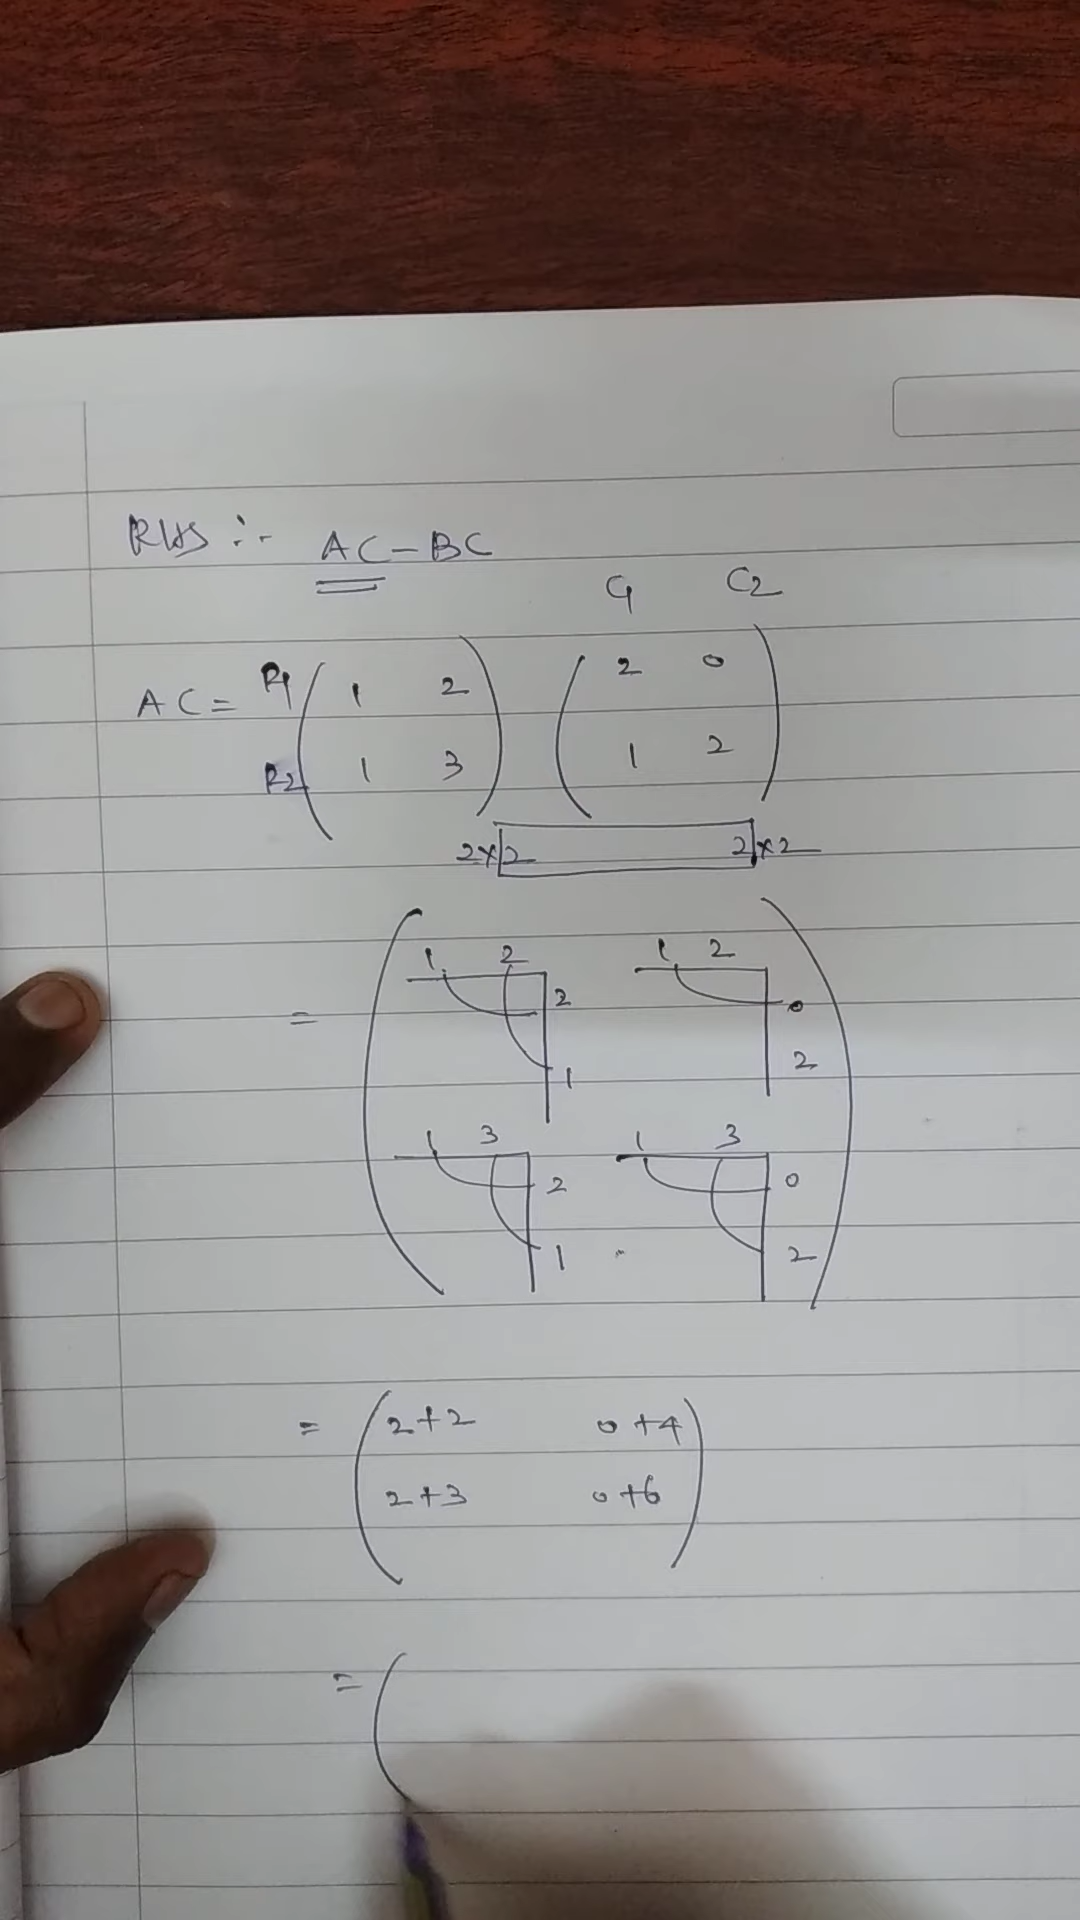 RHS :- AC-BC
C1 C2
AC = R1 ( 1 2 ) ( 2 0 )
R2 ( 1 3 ) ( 1 2 )
2×2 2×2
= ( 1 2 1 2
2 0
1 2
1 3 1 3
2 0
1 2 )
= ( 2+2 0+4 )
2+3 0+6
= (